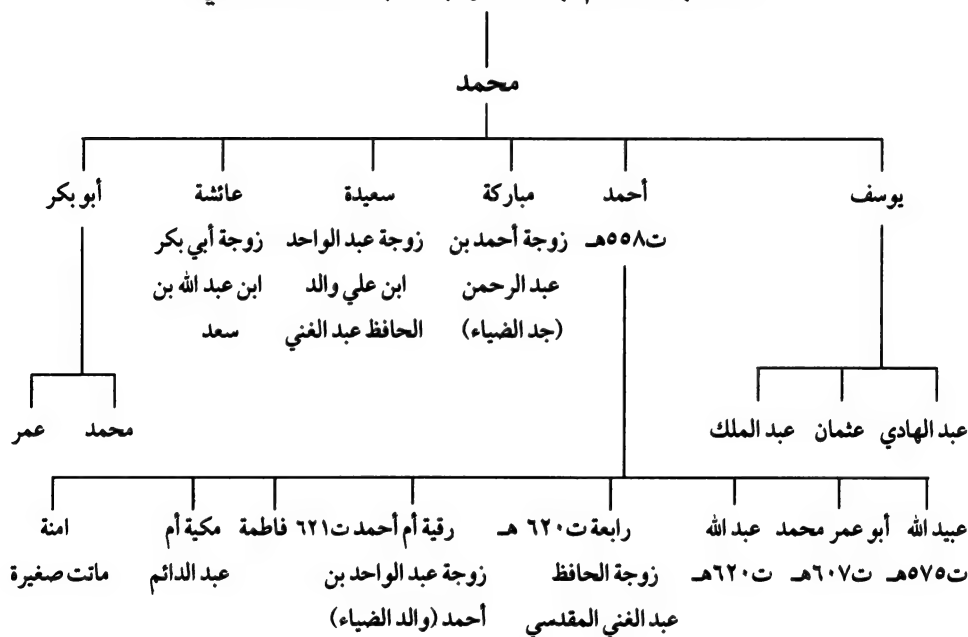 محمد
يوسف أحمد مباركة سعيدة عائشة أبو بكر
ت٥٥٨هـ زوجة أحمد بن زوجة عبد الواحد زوجة أبي بكر
عبد الرحمن ابن علي والد ابن عبد الله بن
(جد الضياء) الحافظ عبد الغني سعد
عبد الهادي عثمان عبد الملك محمد عمر
عبيد الله أبو عمر محمد عبد الله رابعة ت٦٢٠ هـ رقية أم أحمد ت٦٢١ فاطمة مكية أم امنة
ت٥٧٥هـ ت٦٠٧هـ ت٦٢٠هـ زوجة الحافظ زوجة عبد الواحد بن عبد الدائم ماتت صغيرة
عبد الغني المقدسي أحمد (والد الضياء)